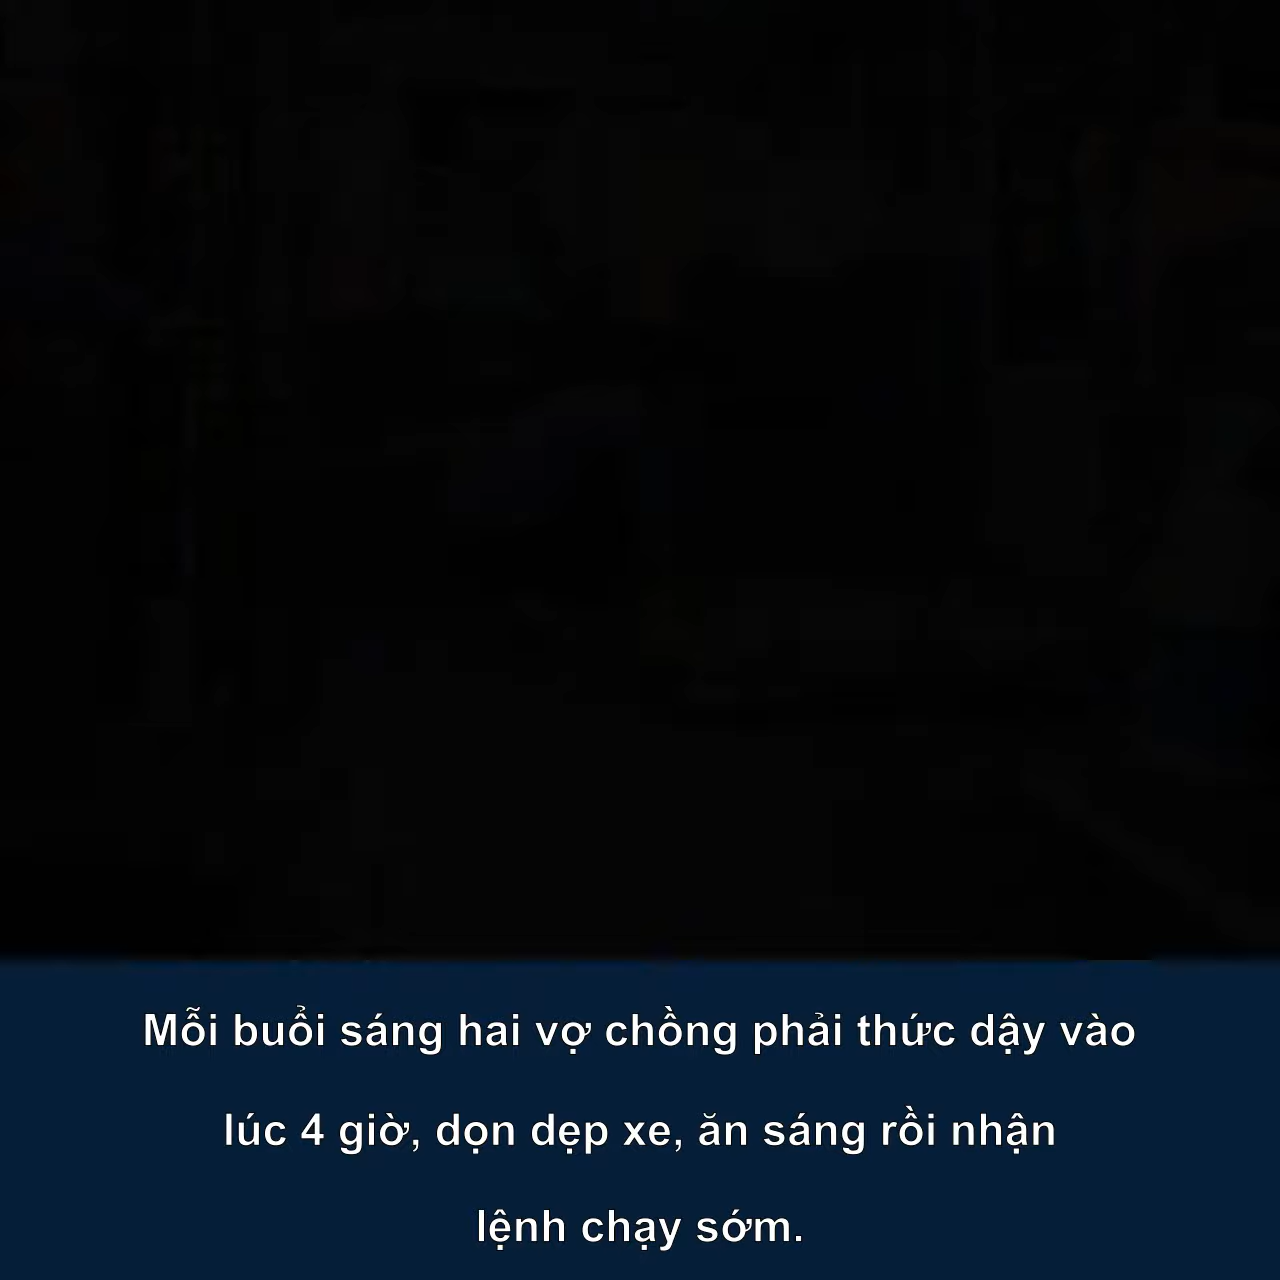 Mỗi buổi sáng hai vợ chồng phải thức dậy vào
lúc 4 giờ, dọn dẹp xe, ăn sáng rồi nhận
lệnh chạy sớm.